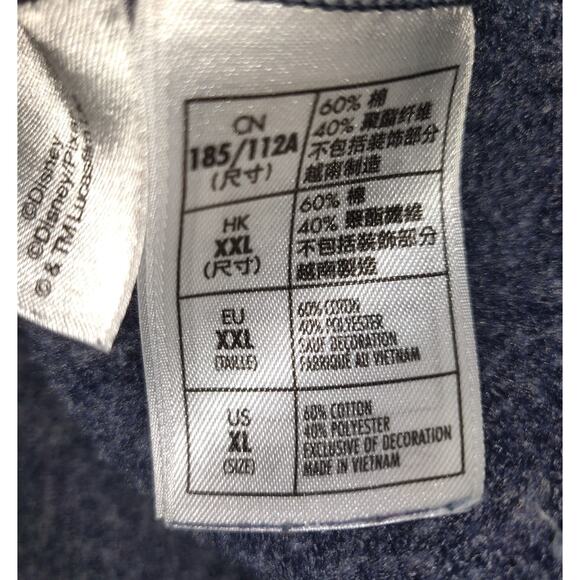 ©Disney
©Disney/Pixar
© & TM Lucasfilm
CN
185/112A
(尺寸)
60% 棉
40% 聚酯纤维
不包括装饰部分
越南制造
HK
XXL
(尺寸)
60% 棉
40% 聚酯纖維
不包括裝飾部分
越南製造
EU
XXL
(TAILLE)
60% COTON
40% POLYESTER
SAUF DECORATION
FABRIQUÉ AU VIETNAM
US
XL
(SIZE)
60% COTTON
40% POLYESTER
EXCLUSIVE OF DECORATION
MADE IN VIETNAM